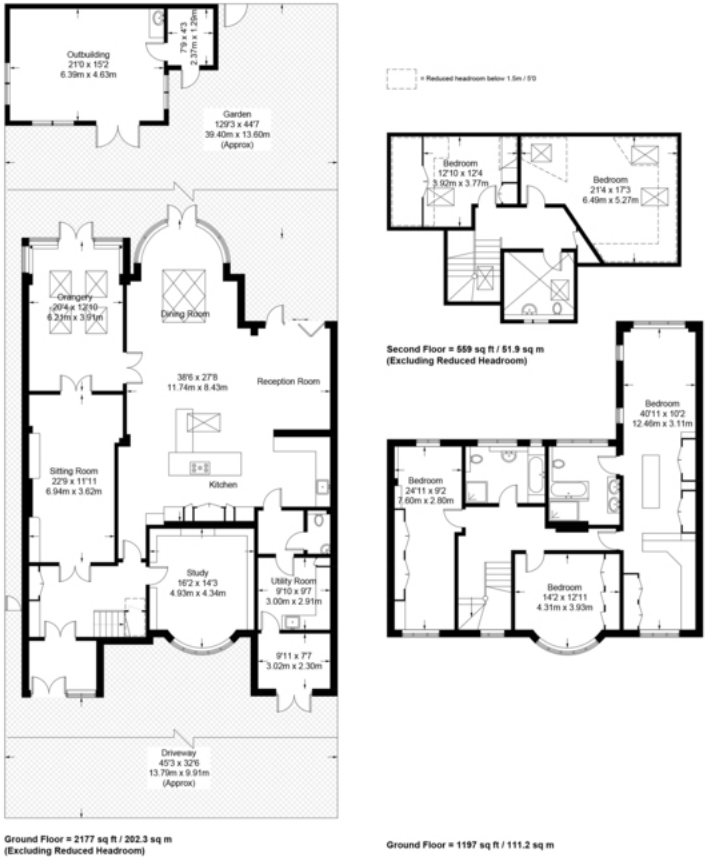 Outbuilding
21'0 x 15'2
6.39m x 4.63m
7'9 x 4'3
2.37m x 1.29m
Garden
129'3 x 44'7
39.40m x 13.60m
(Approx)
= Reduced headroom below 1.5m / 5'0
Bedroom
12'10 x 12'4
3.92m x 3.77m
Bedroom
21'4 x 17'3
6.49m x 5.27m
Second Floor = 559 sq ft / 51.9 sq m
(Excluding Reduced Headroom)
Orangery
20'4 x 12'10
6.21m x 3.91m
Dining Room
38'6 x 27'8
11.74m x 8.43m
Reception Room
Sitting Room
22'9 x 11'11
6.94m x 3.62m
Kitchen
Study
16'2 x 14'3
4.93m x 4.34m
Utility Room
9'10 x 9'7
3.00m x 2.91m
9'11 x 7'7
3.02m x 2.30m
Bedroom
40'11 x 10'2
12.46m x 3.11m
Bedroom
24'11 x 9'2
7.60m x 2.80m
Bedroom
14'2 x 12'11
4.31m x 3.93m
Driveway
45'3 x 32'6
13.79m x 9.91m
(Approx)
Ground Floor = 2177 sq ft / 202.3 sq m
(Excluding Reduced Headroom)
Ground Floor = 1197 sq ft / 111.2 sq m